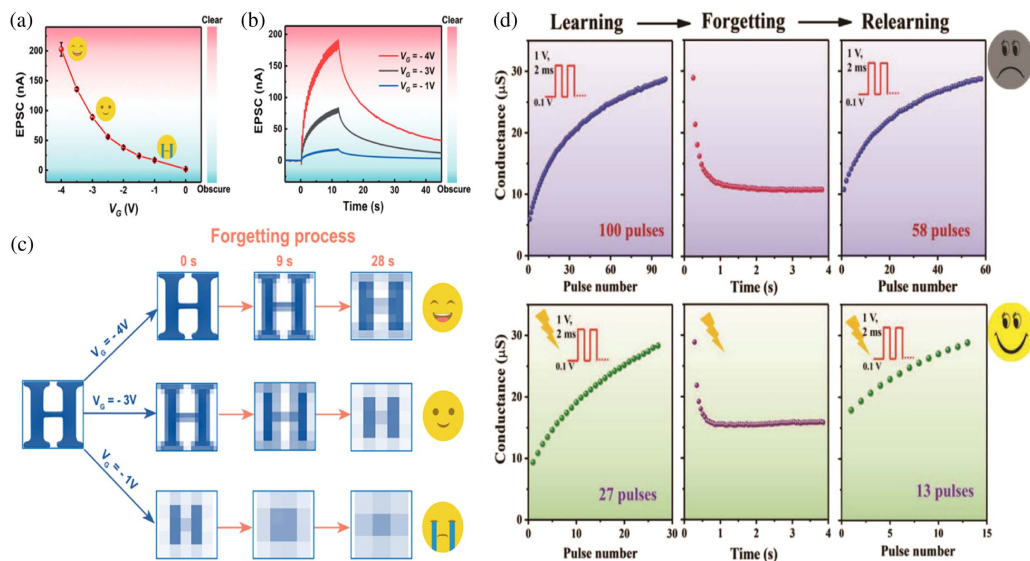 (a)
EPSC (nA)
200
150
100
50
0
-4
-3
-2
-1
0
V_G (V)
Clear
Obscure
(b)
EPSC (nA)
200
150
100
50
0
V_G = - 4V
V_G = - 3V
V_G = - 1V
0
10
20
30
40
Time (s)
Clear
Obscure
(c)
Forgetting process
0 s
9 s
28 s
V_G = - 4V
V_G = - 3V
V_G = - 1V
H
H
H
H
H
H
H
H
(d)
Learning
Forgetting
Relearning
Conductance (μS)
30
20
10
0
1 V,
2 ms
0.1 V
100 pulses
0
30
60
90
Pulse number
0
1
2
3
4
Time (s)
1 V,
2 ms
0.1 V
58 pulses
0
20
40
60
Pulse number
Conductance (μS)
30
20
10
0
1 V,
2 ms
0.1 V
27 pulses
0
10
20
30
Pulse number
0
1
2
3
4
Time (s)
1 V,
2 ms
0.1 V
13 pulses
0
5
10
15
Pulse number